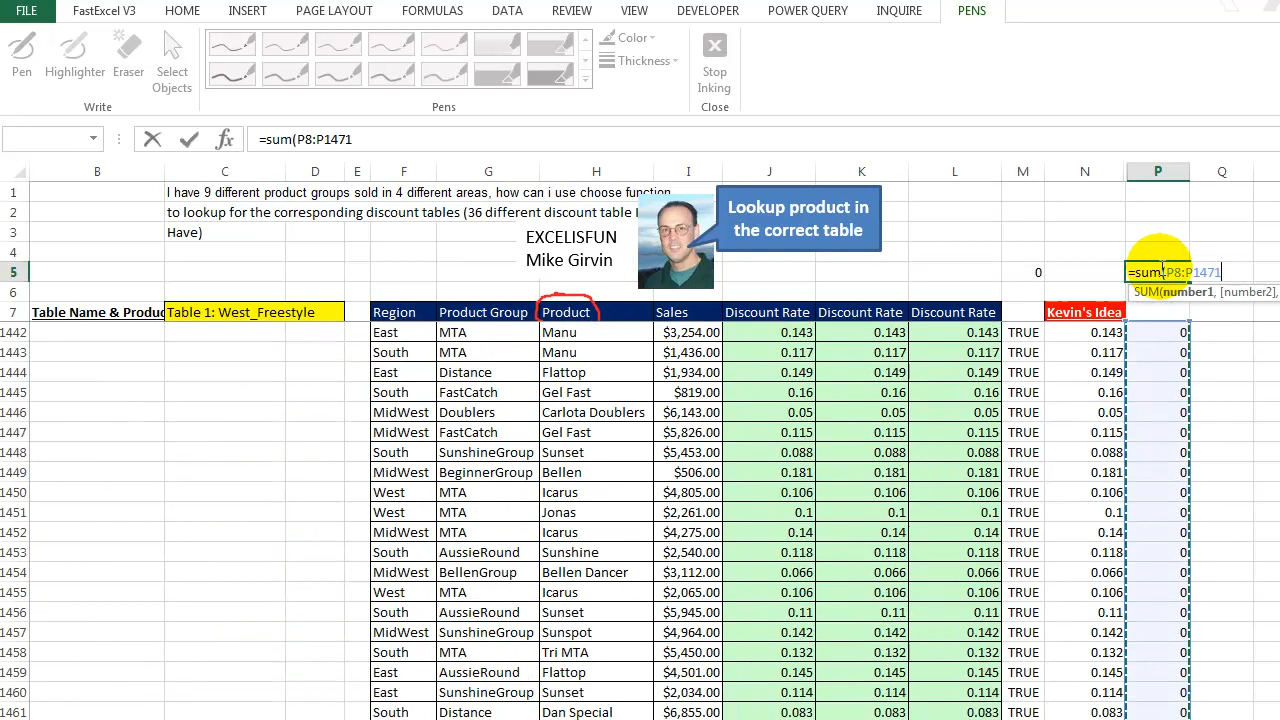 FILE FastExcel V3 HOME INSERT PAGE LAYOUT FORMULAS DATA REVIEW VIEW DEVELOPER POWER QUERY INQUIRE PENS
Pen Highlighter Eraser Select Objects Color Thickness Stop Inking
Write Pens Close
fx =sum(P8:P1471
B C D E F G H I J K L M N P Q
1 I have 9 different product groups sold in 4 different areas, how can i use choose function
2 to lookup for the corresponding discount tables (36 different discount table
3 Have)
EXCELISFUN
Mike Girvin
Lookup product in
the correct table
4
5 0 =sum(P8:P1471
6 SUM(number1, [number2],
7 Table Name & Produc Table 1: West_Freestyle Region Product Group Product Sales Discount Rate Discount Rate Discount Rate Kevin's Idea
1442 East MTA Manu $3,254.00 0.143 0.143 0.143 TRUE 0.143 0
1443 South MTA Manu $1,436.00 0.117 0.117 0.117 TRUE 0.117 0
1444 East Distance Flattop $1,934.00 0.149 0.149 0.149 TRUE 0.149 0
1445 South FastCatch Gel Fast $819.00 0.16 0.16 0.16 TRUE 0.16 0
1446 MidWest Doublers Carlota Doublers $6,143.00 0.05 0.05 0.05 TRUE 0.05 0
1447 MidWest FastCatch Gel Fast $5,826.00 0.115 0.115 0.115 TRUE 0.115 0
1448 South SunshineGroup Sunset $5,453.00 0.088 0.088 0.088 TRUE 0.088 0
1449 MidWest BeginnerGroup Bellen $506.00 0.181 0.181 0.181 TRUE 0.181 0
1450 West MTA Icarus $4,805.00 0.106 0.106 0.106 TRUE 0.106 0
1451 West MTA Jonas $2,261.00 0.1 0.1 0.1 TRUE 0.1 0
1452 MidWest MTA Icarus $4,275.00 0.14 0.14 0.14 TRUE 0.14 0
1453 South AussieRound Sunshine $2,540.00 0.118 0.118 0.118 TRUE 0.118 0
1454 MidWest BellenGroup Bellen Dancer $3,112.00 0.066 0.066 0.066 TRUE 0.066 0
1455 West MTA Icarus $2,065.00 0.106 0.106 0.106 TRUE 0.106 0
1456 South AussieRound Sunset $5,945.00 0.11 0.11 0.11 TRUE 0.11 0
1457 MidWest SunshineGroup Sunspot $4,964.00 0.142 0.142 0.142 TRUE 0.142 0
1458 South MTA Tri MTA $5,450.00 0.132 0.132 0.132 TRUE 0.132 0
1459 East AussieRound Flattop $4,501.00 0.145 0.145 0.145 TRUE 0.145 0
1460 East SunshineGroup Sunset $2,034.00 0.114 0.114 0.114 TRUE 0.114 0
1461 South Distance Dan Special $6,855.00 0.083 0.083 0.083 TRUE 0.083 0